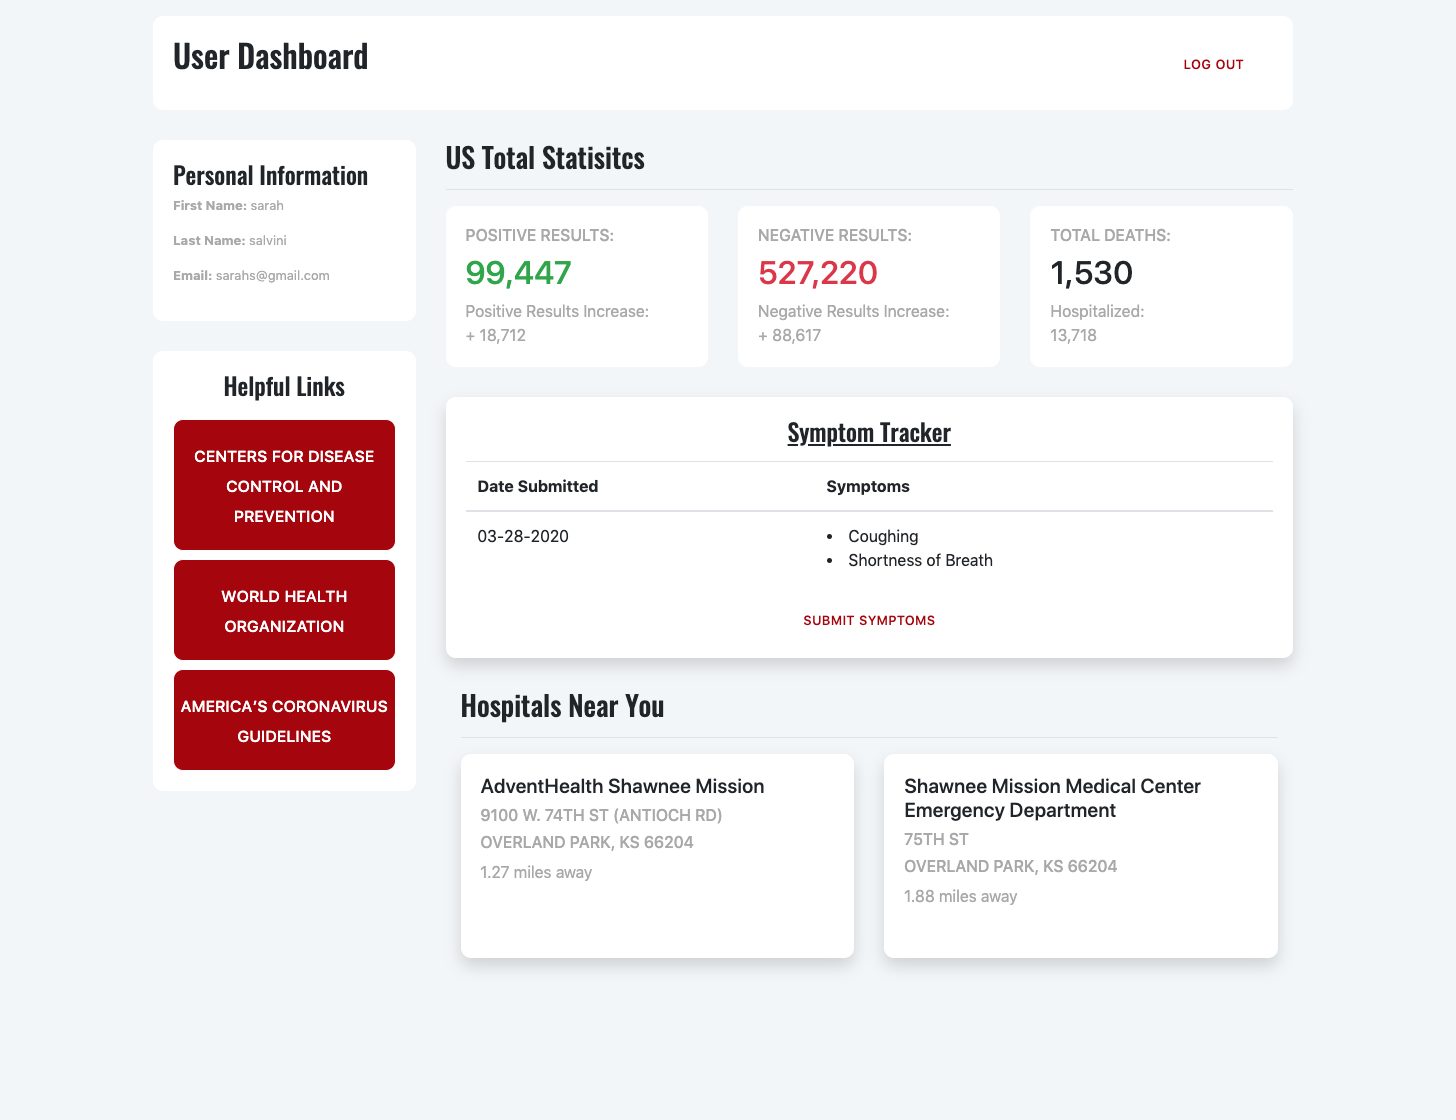 User Dashboard
LOG OUT
Personal Information
First Name: sarah
Last Name: salvini
Email: sarahs@gmail.com
Helpful Links
CENTERS FOR DISEASE
CONTROL AND
PREVENTION
WORLD HEALTH
ORGANIZATION
AMERICA'S CORONAVIRUS
GUIDELINES
US Total Statisitcs
POSITIVE RESULTS:
99,447
Positive Results Increase:
+ 18,712
NEGATIVE RESULTS:
527,220
Negative Results Increase:
+ 88,617
TOTAL DEATHS:
1,530
Hospitalized:
13,718
Symptom Tracker
Date Submitted Symptoms
03-28-2020 • Coughing
• Shortness of Breath
SUBMIT SYMPTOMS
Hospitals Near You
AdventHealth Shawnee Mission
9100 W. 74TH ST (ANTIOCH RD)
OVERLAND PARK, KS 66204
1.27 miles away
Shawnee Mission Medical Center
Emergency Department
75TH ST
OVERLAND PARK, KS 66204
1.88 miles away